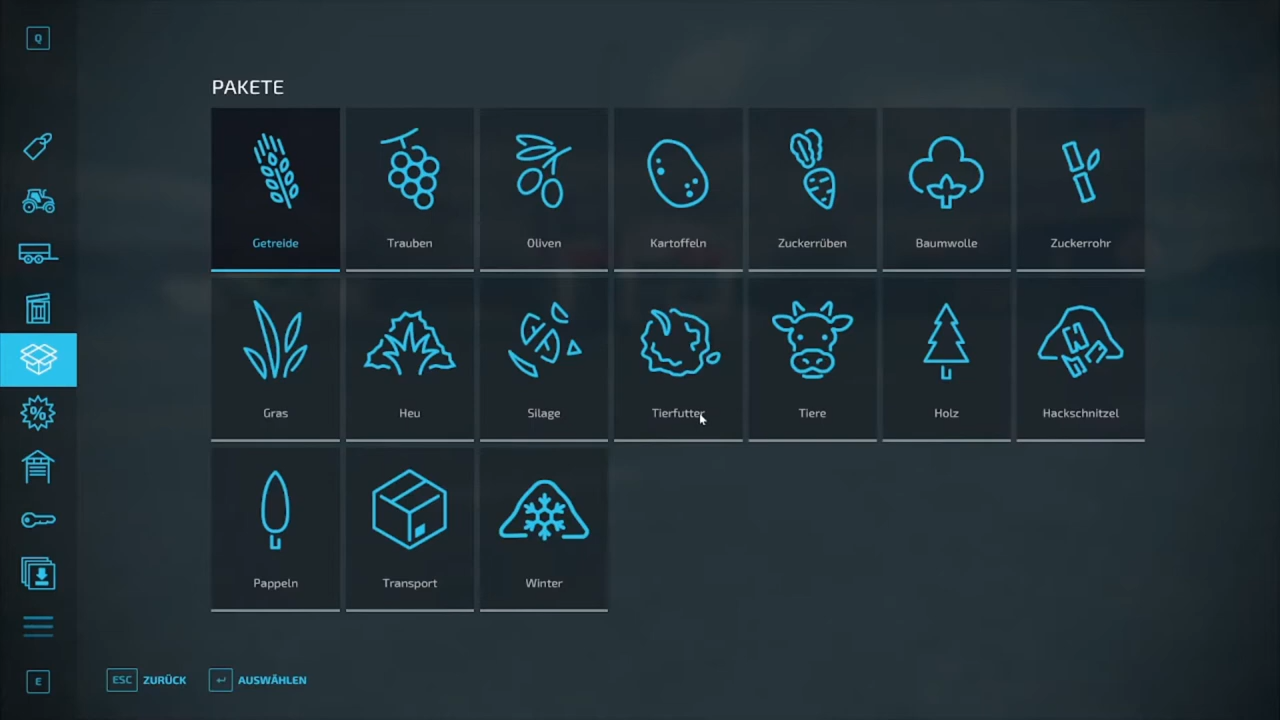 Q
PAKETE
Getreide
Trauben
Oliven
Kartoffeln
Zuckerrüben
Baumwolle
Zuckerrohr
Gras
Heu
Silage
Tierfutter
Tiere
Holz
Hackschnitzel
Pappeln
Transport
Winter
E
ESC ZURÜCK
↵ AUSWÄHLEN